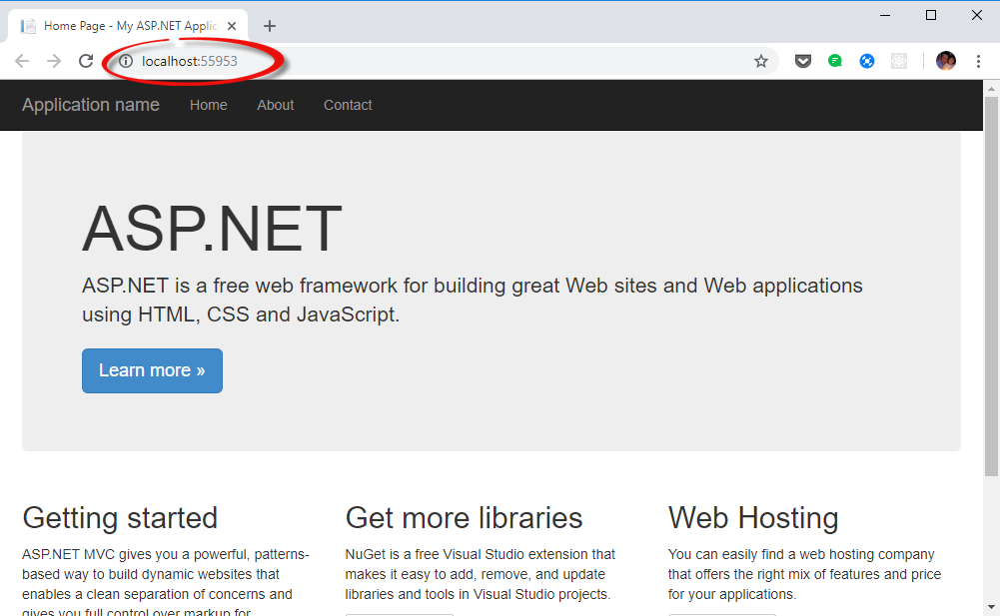 Home Page - My ASP.NET Applic
localhost:55953
Application name Home About Contact
ASP.NET
ASP.NET is a free web framework for building great Web sites and Web applications
using HTML, CSS and JavaScript.
Learn more »
Getting started
ASP.NET MVC gives you a powerful, patterns-
based way to build dynamic websites that
enables a clean separation of concerns and
gives you full control over markup for
Get more libraries
NuGet is a free Visual Studio extension that
makes it easy to add, remove, and update
libraries and tools in Visual Studio projects.
Web Hosting
You can easily find a web hosting company
that offers the right mix of features and price
for your applications.